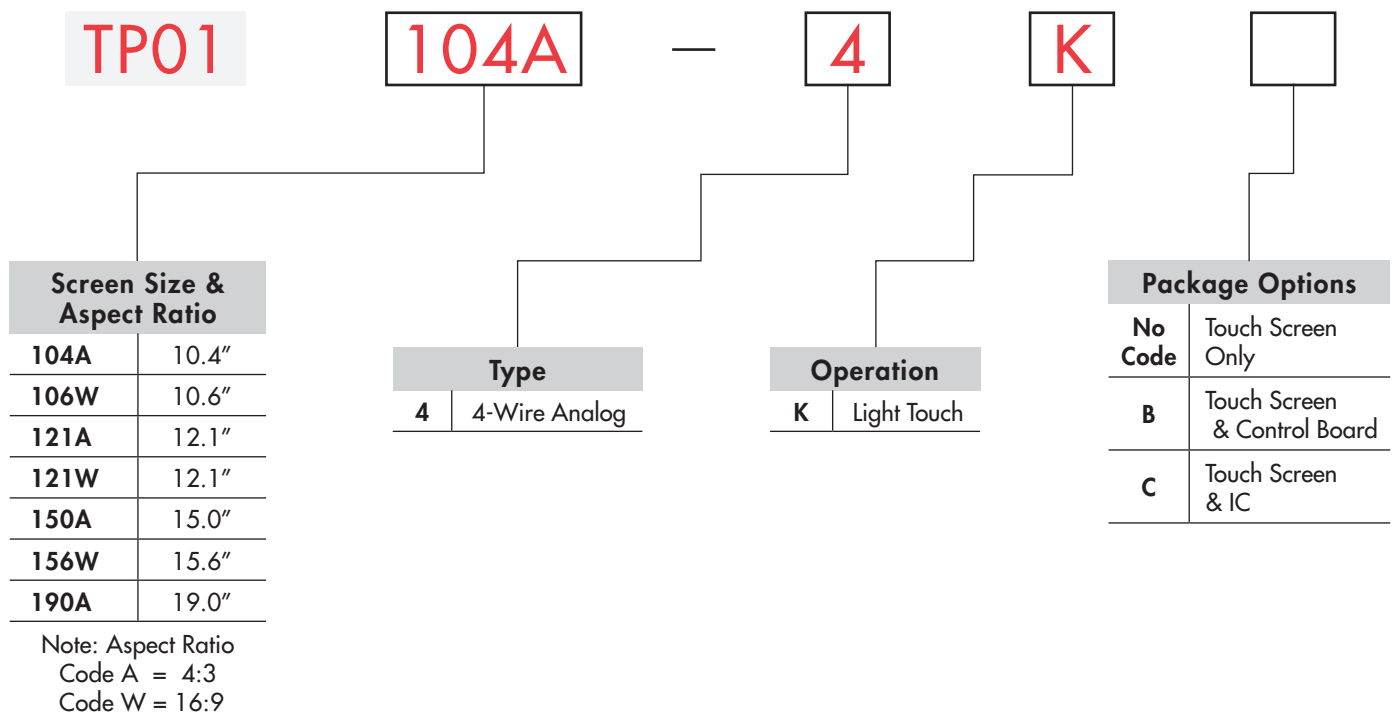 TP01 104A — 4 K
Screen Size &
Aspect Ratio
104A 10.4″
106W 10.6″
121A 12.1″
121W 12.1″
150A 15.0″
156W 15.6″
190A 19.0″
Note: Aspect Ratio
Code A = 4:3
Code W = 16:9
Type
4 4-Wire Analog
Operation
K Light Touch
Package Options
No Code Touch Screen
Only
B Touch Screen
& Control Board
C Touch Screen
& IC